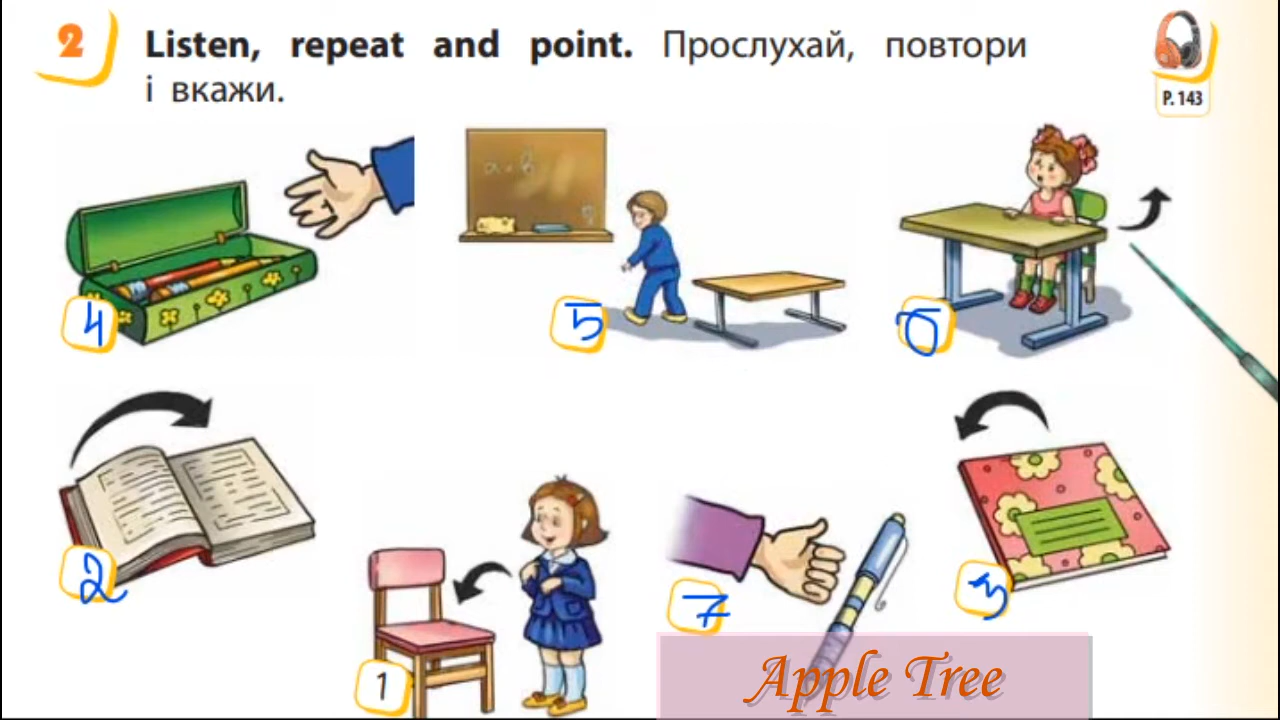 2 Listen, repeat and point. Прослухай, повтори
і вкажи.
P. 143
4
5
6
2
7
3
1
Apple Tree